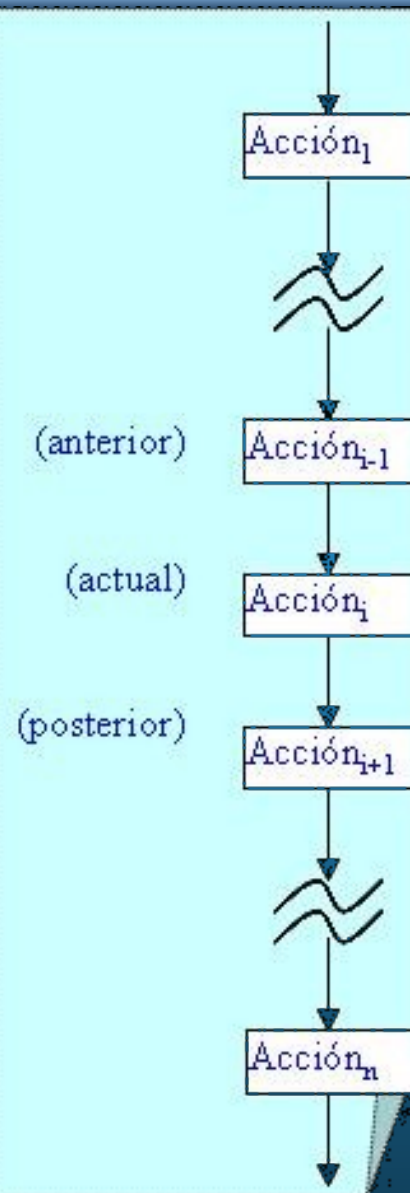 Acción₁
(anterior) Acciónᵢ₋₁
(actual) Acciónᵢ
(posterior) Acciónᵢ₊₁
Acciónₙ